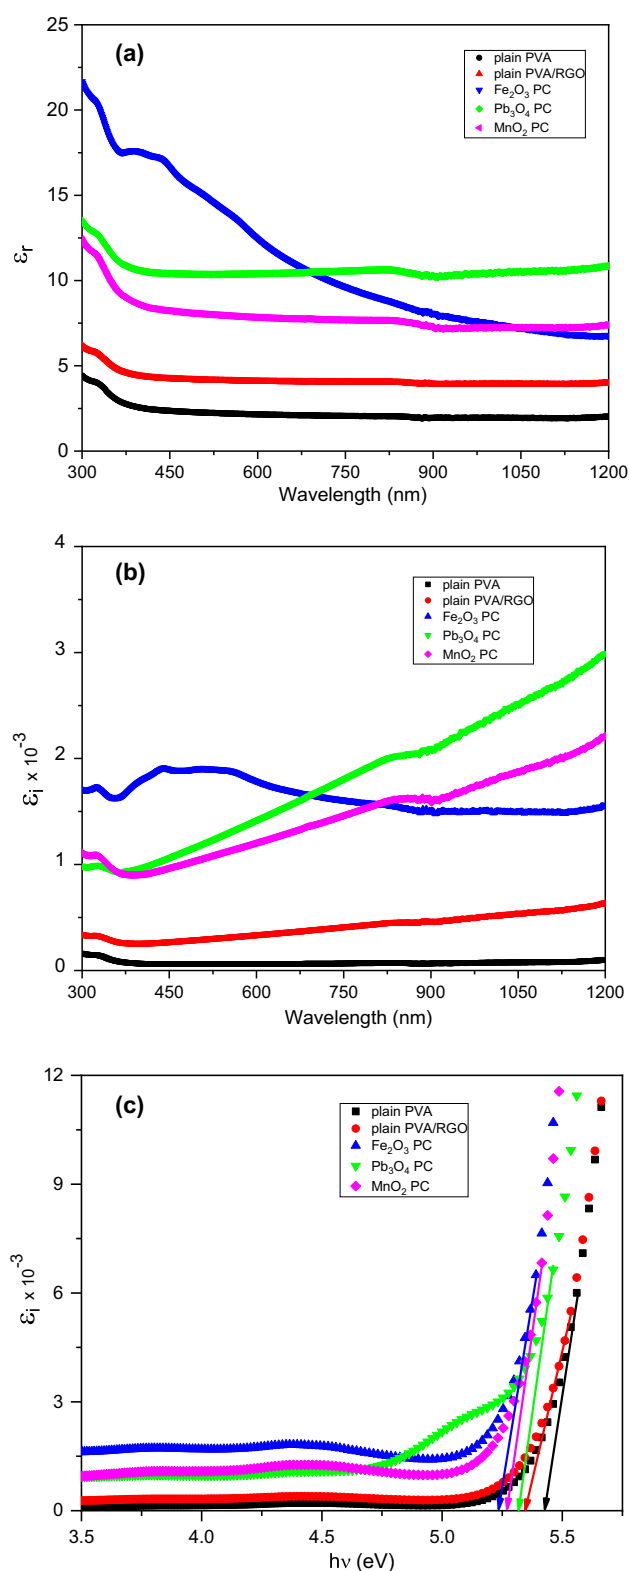 (a)
plain PVA
plain PVA/RGO
Fe₂O₃ PC
Pb₃O₄ PC
MnO₂ PC
25
20
15
10
5
0
εr
300 450 600 750 900 1050 1200
Wavelength (nm)
(b)
plain PVA
plain PVA/RGO
Fe₂O₃ PC
Pb₃O₄ PC
MnO₂ PC
4
3
2
1
0
εi x 10⁻³
300 450 600 750 900 1050 1200
Wavelength (nm)
(c)
plain PVA
plain PVA/RGO
Fe₂O₃ PC
Pb₃O₄ PC
MnO₂ PC
12
9
6
3
0
εi x 10⁻³
3.5 4.0 4.5 5.0 5.5
hν (eV)